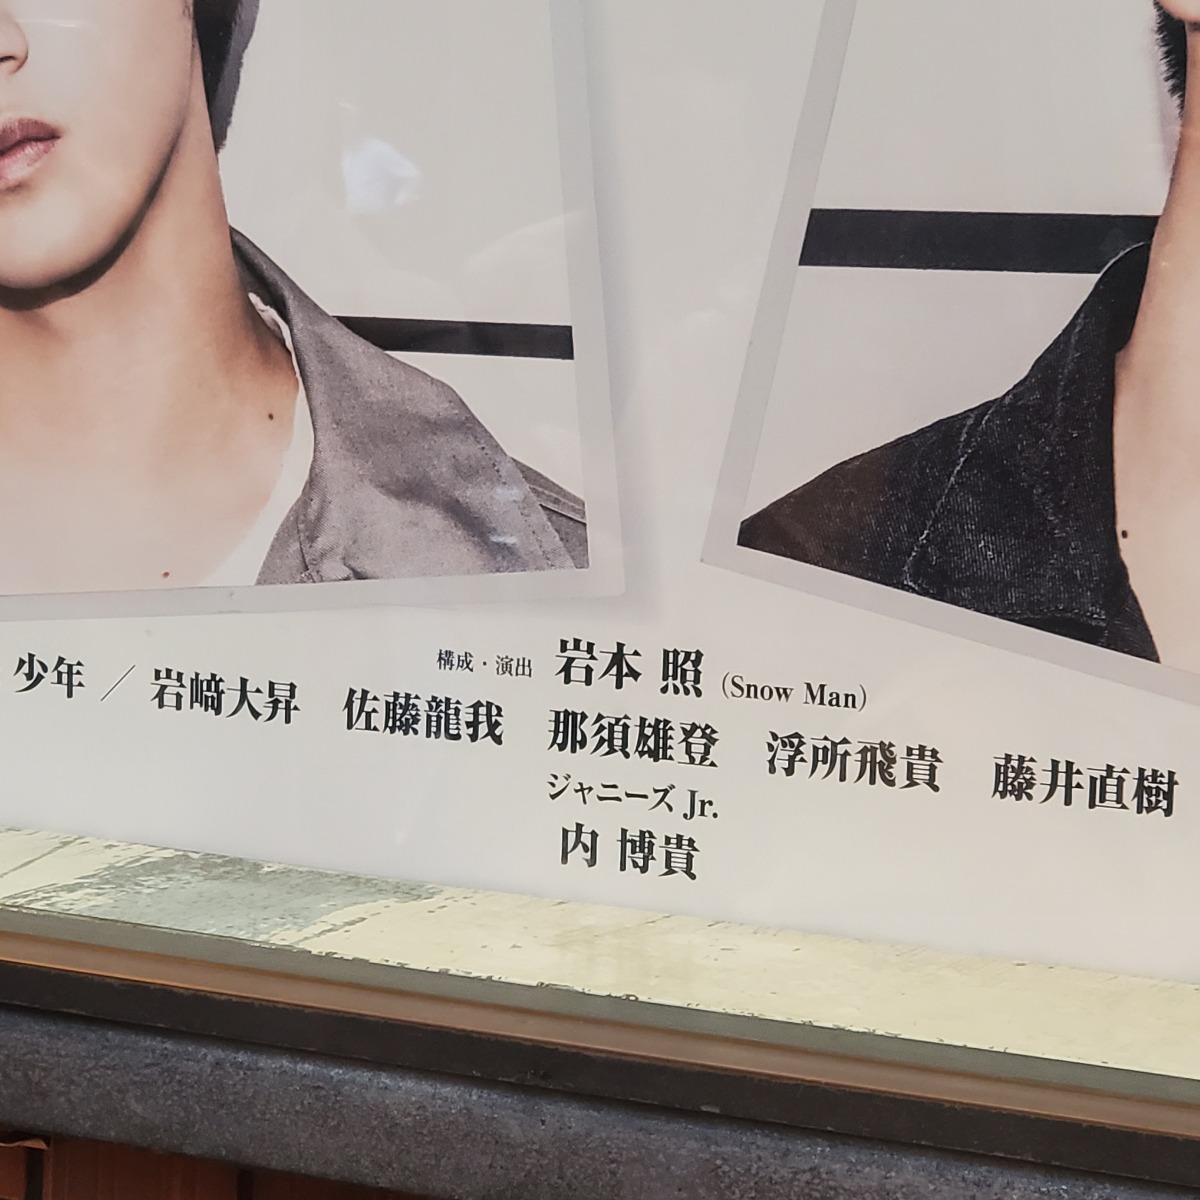 構成・演出 岩本 照 (Snow Man)
少年 ／ 岩﨑大昇 佐藤龍我 那須雄登 浮所飛貴 藤井直樹
ジャニーズ Jr.
内 博貴